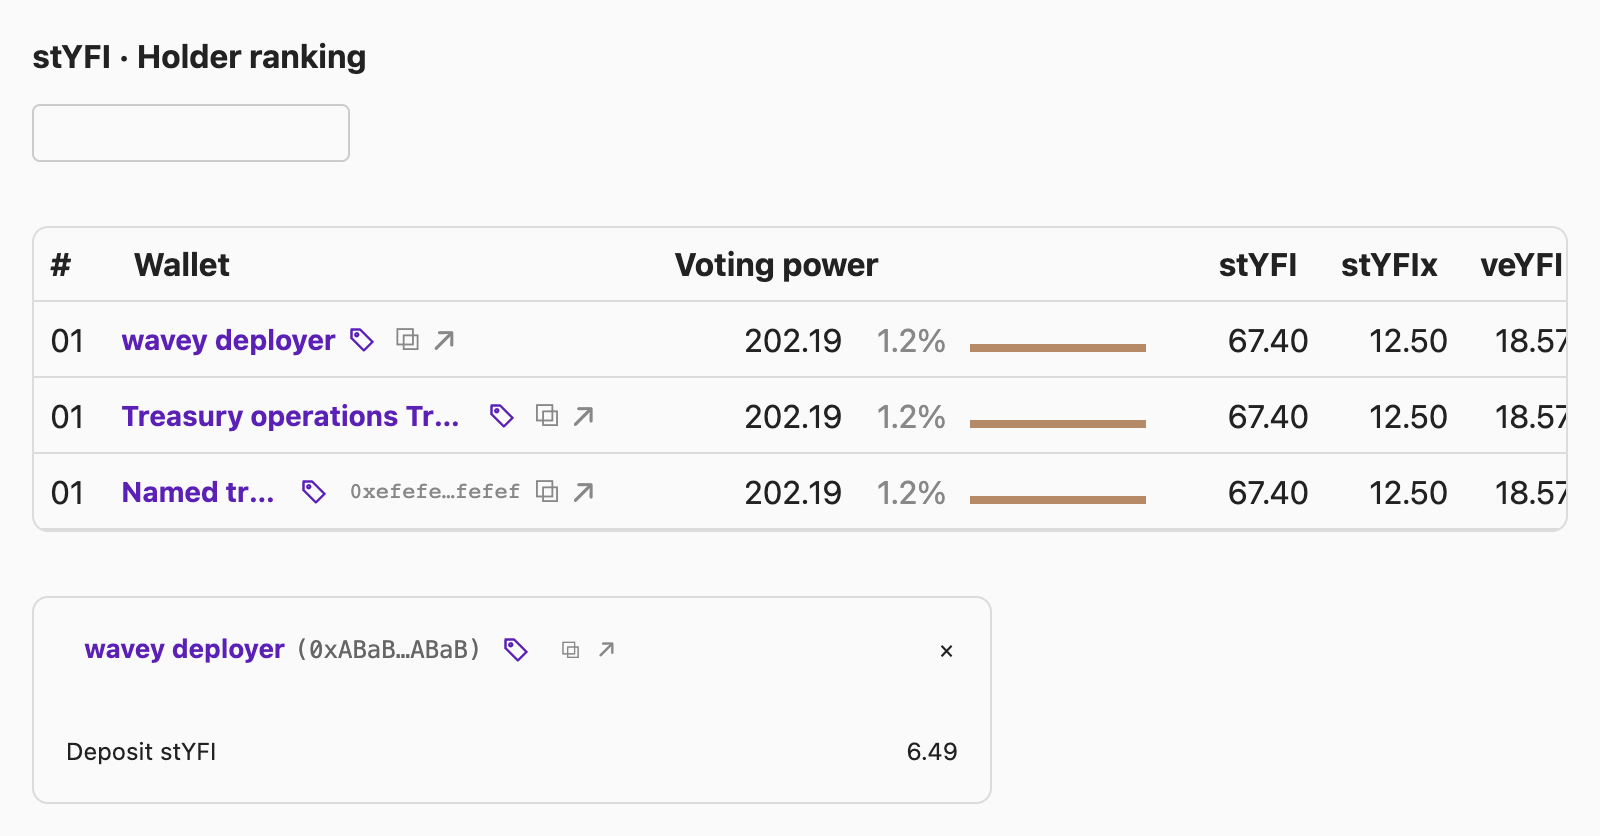 stYFI · Holder ranking
# Wallet Voting power stYFI stYFIx veYFI
01 wavey deployer 202.19 1.2% 67.40 12.50 18.57
01 Treasury operations Tr... 202.19 1.2% 67.40 12.50 18.57
01 Named tr... 0xefefe…fefef 202.19 1.2% 67.40 12.50 18.57
wavey deployer (0xABaB…ABaB) ×
Deposit stYFI 6.49